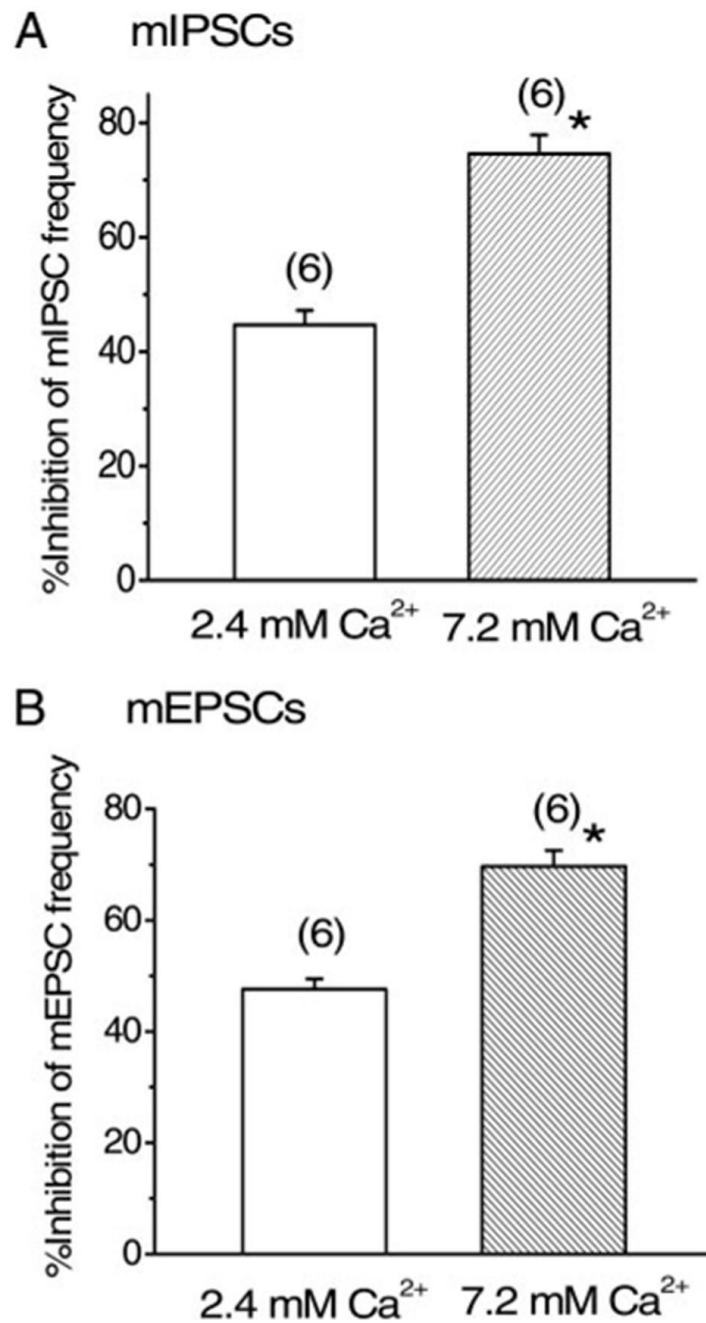 A mIPSCs
%Inhibition of mIPSC frequency
80
60
40
20
0
(6)
(6)*
2.4 mM Ca²⁺ 7.2 mM Ca²⁺
B mEPSCs
%Inhibition of mEPSC frequency
80
60
40
20
0
(6)
(6)*
2.4 mM Ca²⁺ 7.2 mM Ca²⁺